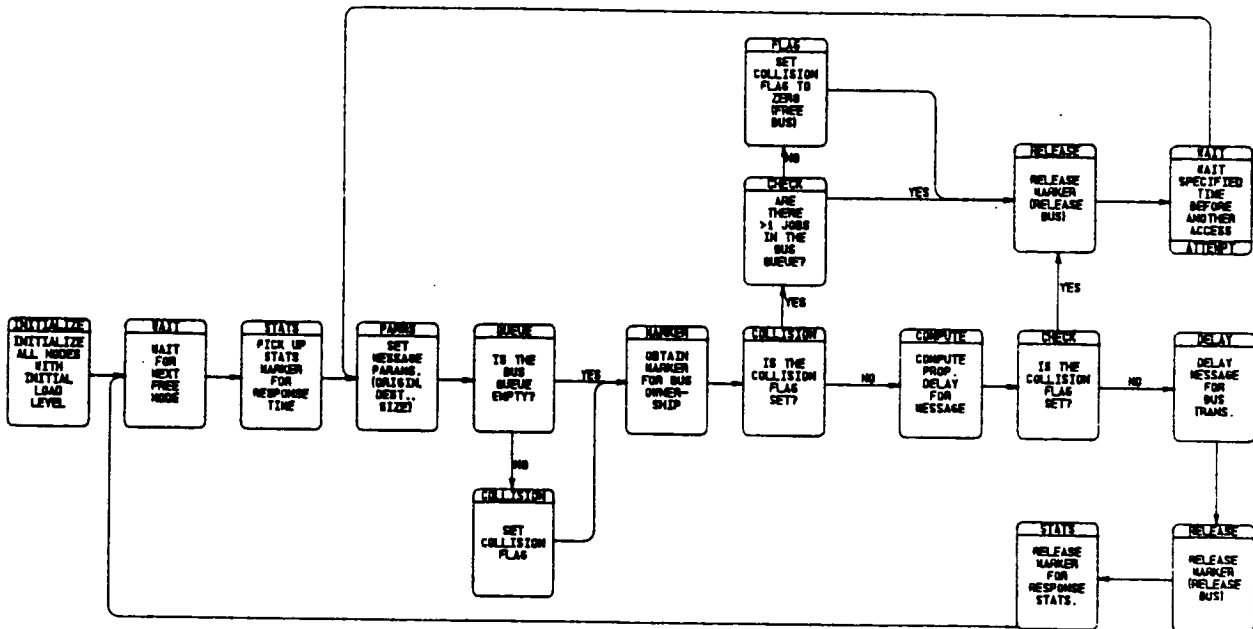 FLAG
SET
COLLISION
FLAG TO
ZERO
(FREE
BUS)
NO
CHECK
ARE
THERE
>1 JOBS
IN THE
BUS
QUEUE?
YES
YES
RELEASE
RELEASE
MARKER
(RELEASE
BUS)
YES
WAIT
WAIT
SPECIFIED
TIME
BEFORE
ANOTHER
ACCESS
ATTEMPT
INITIALIZE
INITIALIZE
ALL NODES
WITH
INITIAL
LOAD
LEVEL
WAIT
WAIT
FOR
NEXT
FREE
NODE
STATS
PICK UP
STATS
MARKER
FOR
RESPONSE
TIME
PARMS
SET
MESSAGE
PARAMS.
(ORIGIN,
DEST.,
SIZE)
QUEUE
IS THE
BUS
QUEUE
EMPTY?
YES
NO
MARKER
OBTAIN
MARKER
FOR BUS
OWNER-
SHIP
COLLISION
IS THE
COLLISION
FLAG
SET?
NO
COMPUTE
COMPUTE
PROP.
DELAY
FOR
MESSAGE
CHECK
IS THE
COLLISION
FLAG
SET?
NO
DELAY
DELAY
MESSAGE
FOR
BUS
TRANS.
COLLISION
SET
COLLISION
FLAG
STATS
RELEASE
MARKER
FOR
RESPONSE
STATS.
RELEASE
RELEASE
MARKER
(RELEASE
BUS)